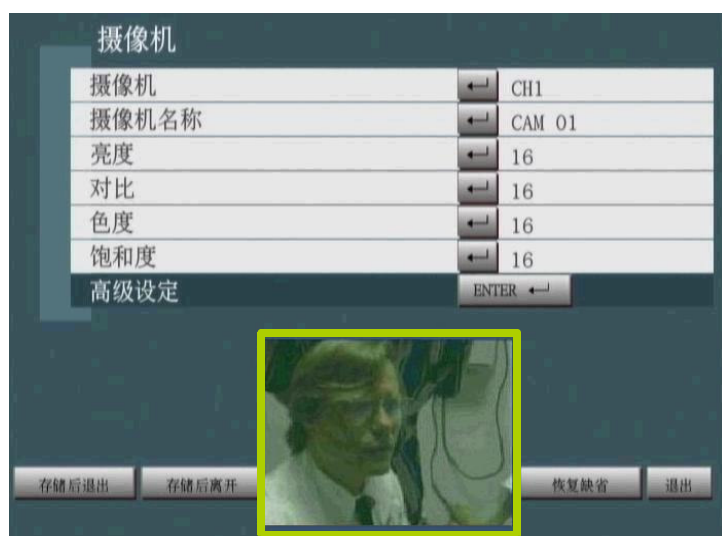 摄像机
摄像机 CH1
摄像机名称 CAM 01
亮度 16
对比 16
色度 16
饱和度 16
高级设定 ENTER
存储后退出 存储后离开 恢复缺省 退出